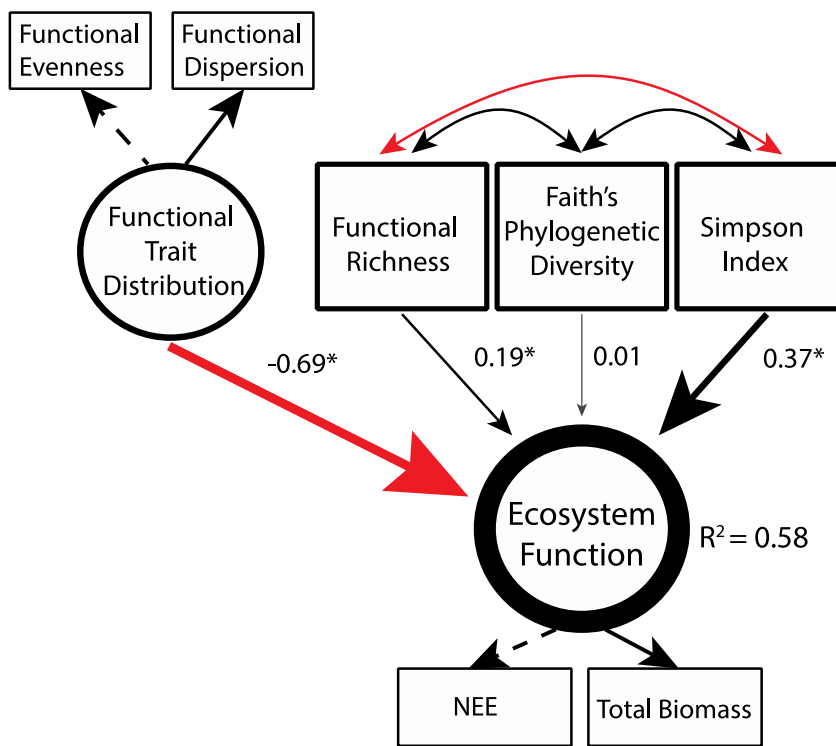 Functional
Evenness
Functional
Dispersion
Functional
Trait
Distribution
Functional
Richness
Faith's
Phylogenetic
Diversity
Simpson
Index
-0.69*
0.19*
0.01
0.37*
Ecosystem
Function
R² = 0.58
NEE
Total Biomass